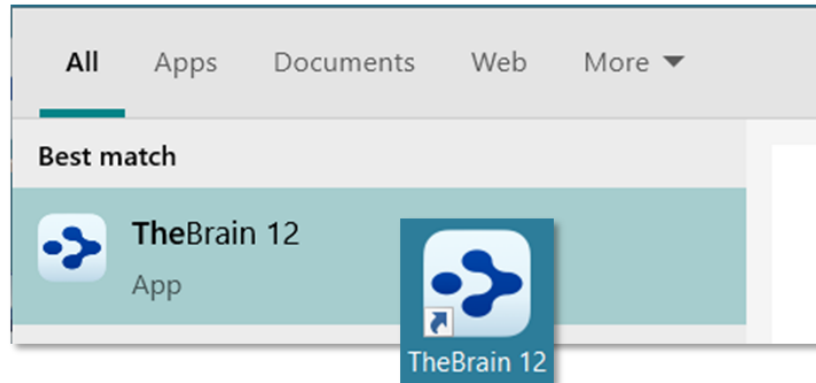 All Apps Documents Web More
Best match
TheBrain 12
App
TheBrain 12